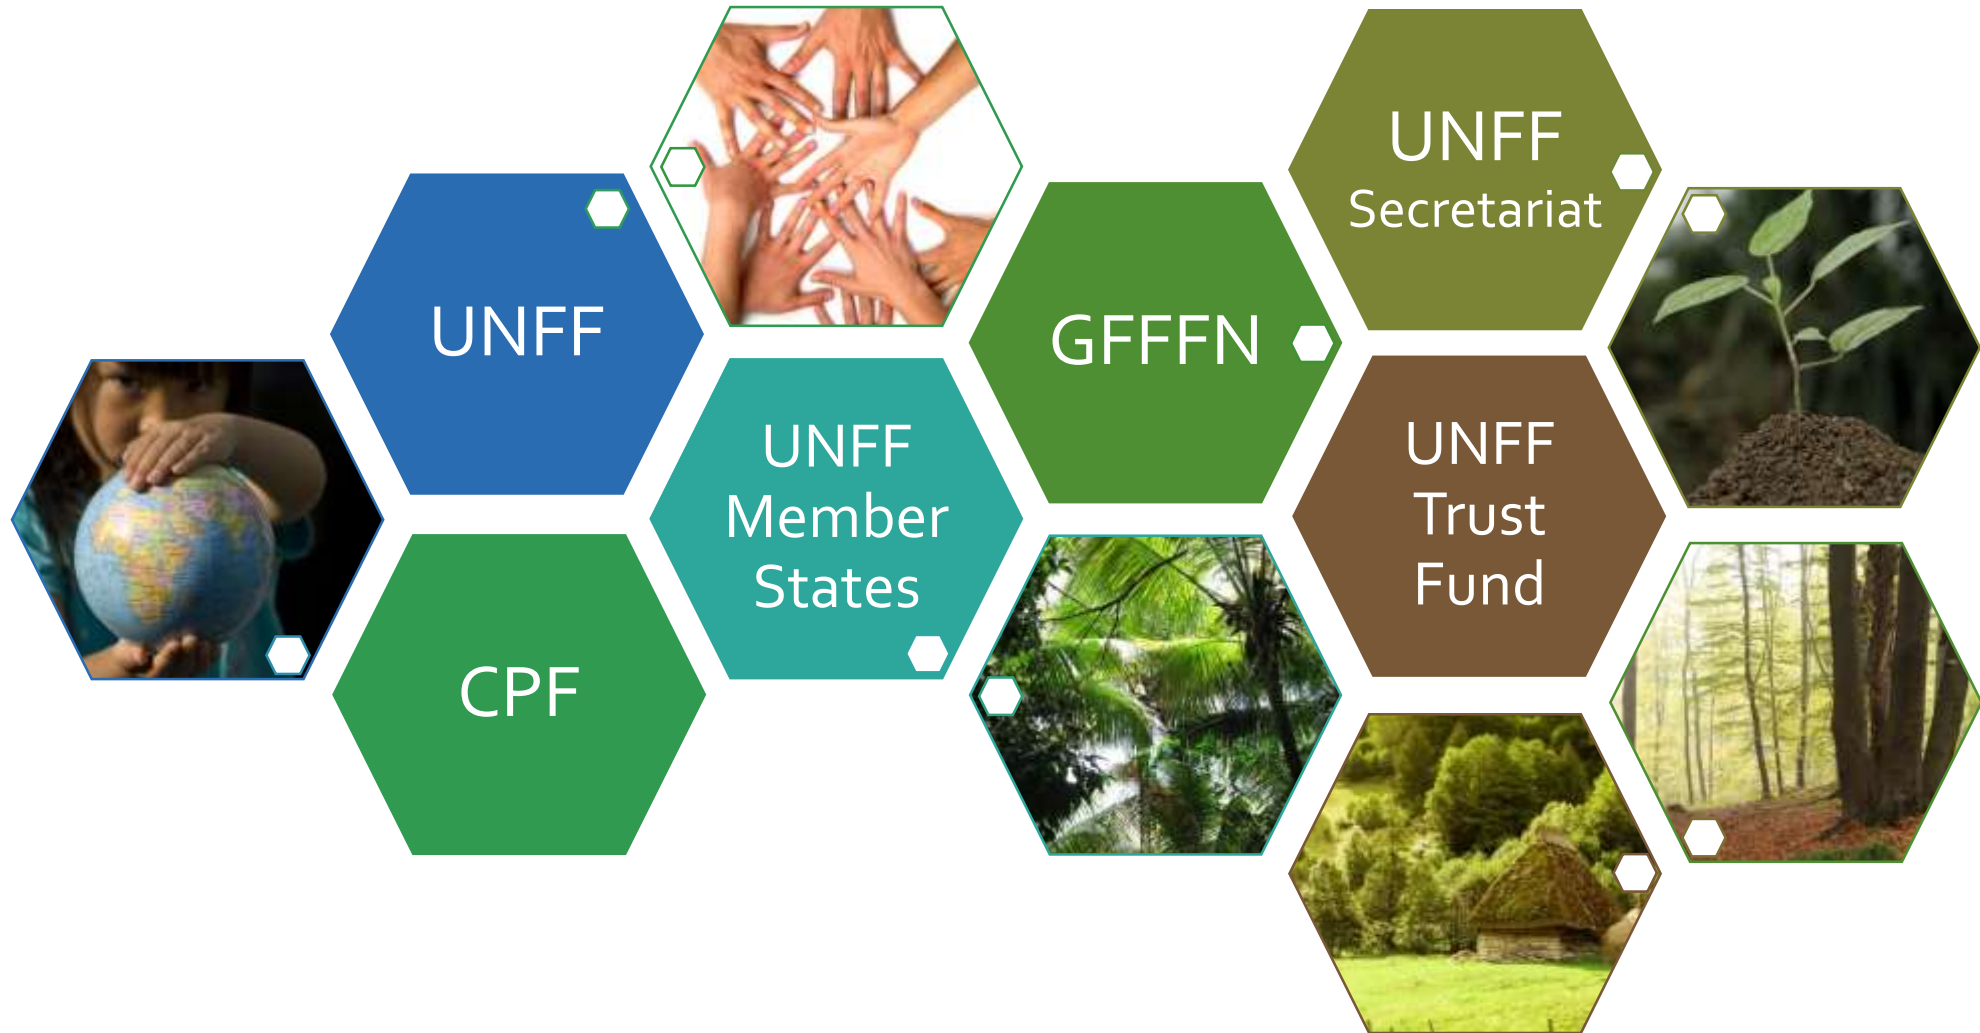 UNFF
CPF
UNFF
Member
States
GFFFN
UNFF
Secretariat
UNFF
Trust
Fund